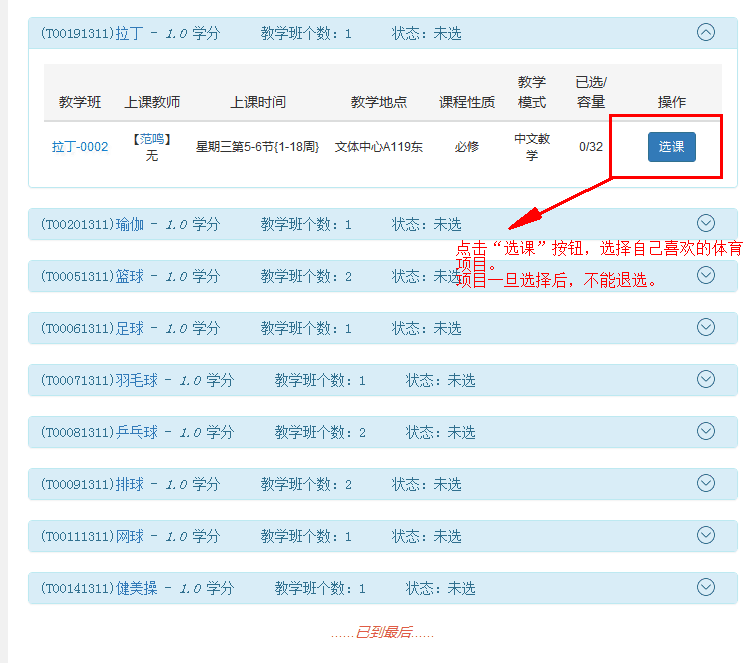 (T00191311)拉丁 - 1.0 学分 教学班个数：1 状态：未选
教学班 上课教师 上课时间 教学地点 课程性质 教学模式 已选/容量 操作
拉丁-0002 【范鸣】无 星期三第5-6节{1-18周} 文体中心A119东 必修 中文教学 0/32 选课
(T00201311)瑜伽 - 1.0 学分 教学班个数：1 状态：未选
点击“选课”按钮，选择自己喜欢的体育
项目。
项目一旦选择后，不能退选。
(T00051311)篮球 - 1.0 学分 教学班个数：2 状态：未选
(T00061311)足球 - 1.0 学分 教学班个数：1 状态：未选
(T00071311)羽毛球 - 1.0 学分 教学班个数：1 状态：未选
(T00081311)乒乓球 - 1.0 学分 教学班个数：2 状态：未选
(T00091311)排球 - 1.0 学分 教学班个数：2 状态：未选
(T00111311)网球 - 1.0 学分 教学班个数：1 状态：未选
(T00141311)健美操 - 1.0 学分 教学班个数：1 状态：未选
......已到最后......